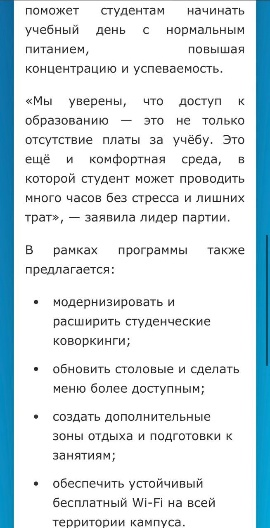 поможет студентам начинать
учебный день с нормальным
питанием, повышая
концентрацию и успеваемость.
«Мы уверены, что доступ к
образованию — это не только
отсутствие платы за учёбу. Это
ещё и комфортная среда, в
которой студент может проводить
много часов без стресса и лишних
трат», — заявила лидер партии.
В рамках программы также
предлагается:
• модернизировать и
расширить студенческие
коворкинги;
• обновить столовые и сделать
меню более доступным;
• создать дополнительные
зоны отдыха и подготовки к
занятиям;
• обеспечить устойчивый
бесплатный Wi-Fi на всей
территории кампуса.